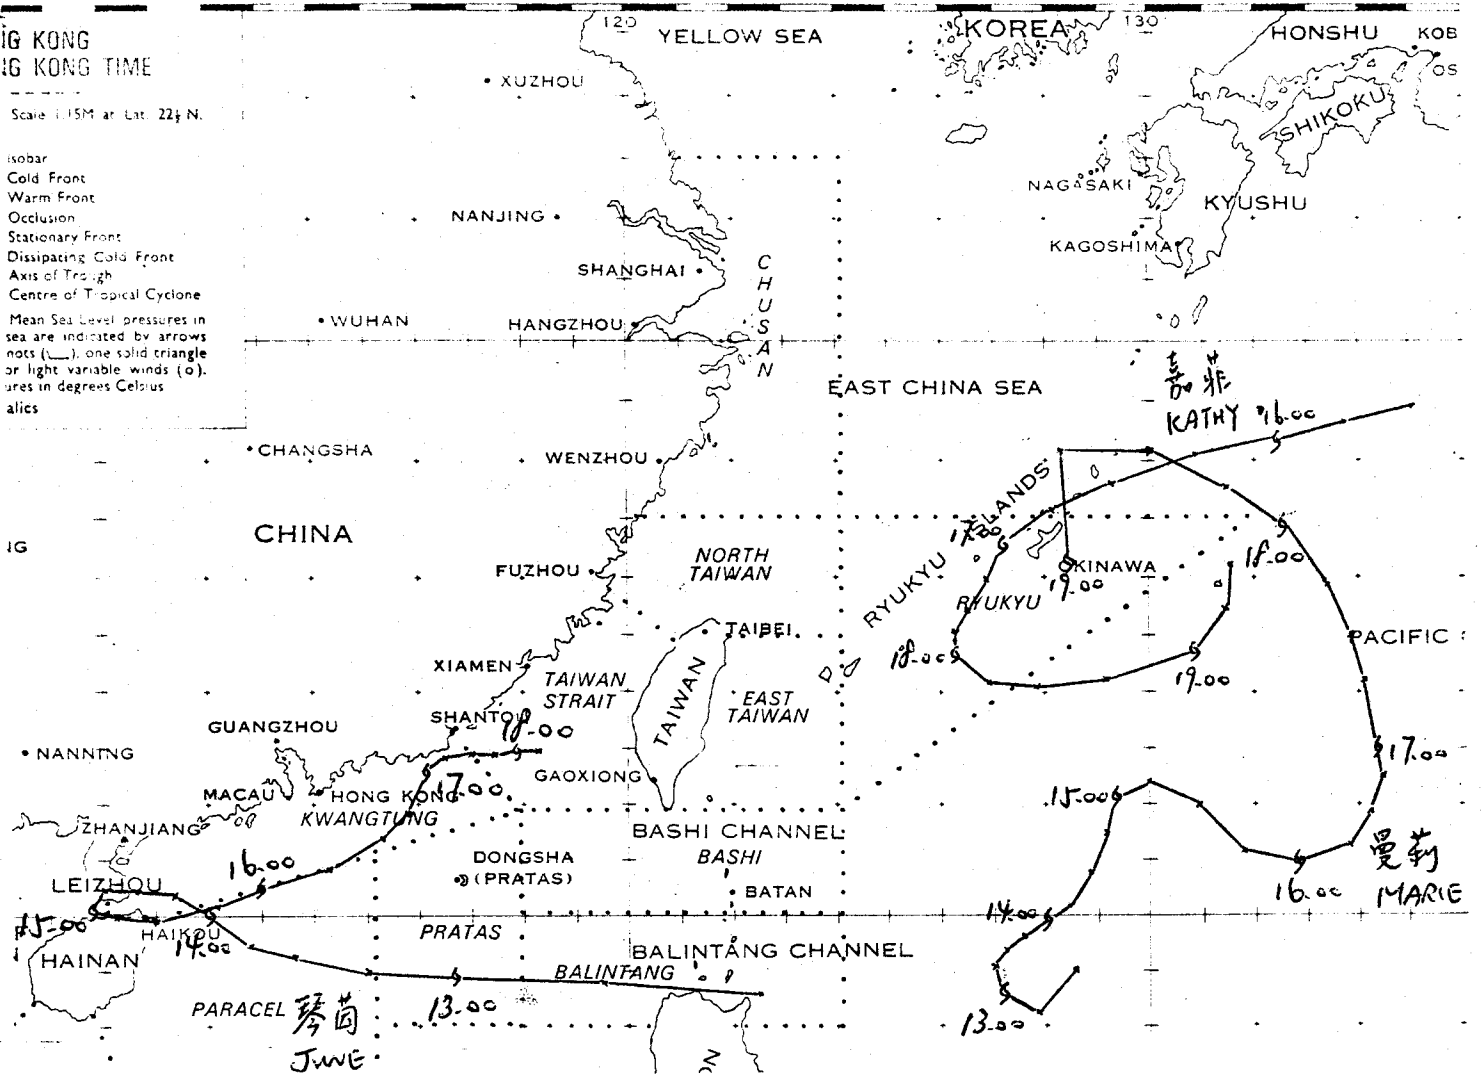 120
130
IG KONG
IG KONG TIME
Scale 1:15M at Lat. 22½ N.
isobar
Cold Front
Warm Front
Occlusion
Stationary Front
Dissipating Cold Front
Axis of Trough
Centre of Tropical Cyclone
Mean Sea Level pressures in
sea are indicated by arrows
nots (), one solid triangle
or light variable winds (o).
ures in degrees Celsius
alics
YELLOW SEA
KOREA
HONSHU
KOB
OS
XUZHOU
SHIKOKU
NAGASAKI
KYUSHU
NANJING
KAGOSHIMA
SHANGHAI
CHUSAN
WUHAN
HANGZHOU
EAST CHINA SEA
嘉菲
KATHY 16.00
CHANGSHA
WENZHOU
RYUKYU ISLANDS
CHINA
NG
17.00
18.00
NORTH
TAIWAN
FUZHOU
OKINAWA
19.00
RYUKYU
TAIBEI
PACIFIC
18.00
XIAMEN
TAIWAN
STRAIT
TAIWAN
EAST
TAIWAN
19.00
SHANTOU
18.00
GUANGZHOU
NANNING
17.00
GAOXIONG
MACAU
HONG KONG
17.00
KWANGTUNG
15.00
ZHANJIANG
BASHI CHANNEL
BASHI
曼莉
MARIE
16.00
16.00
DONGSHA
(PRATAS)
LEIZHOU
BATAN
15.00
HAIKOU
14.00
14.00
PRATAS
HAINAN
BALINTANG CHANNEL
BALINTANG
PARACEL
琴茵
JUNE
13.00
13.00